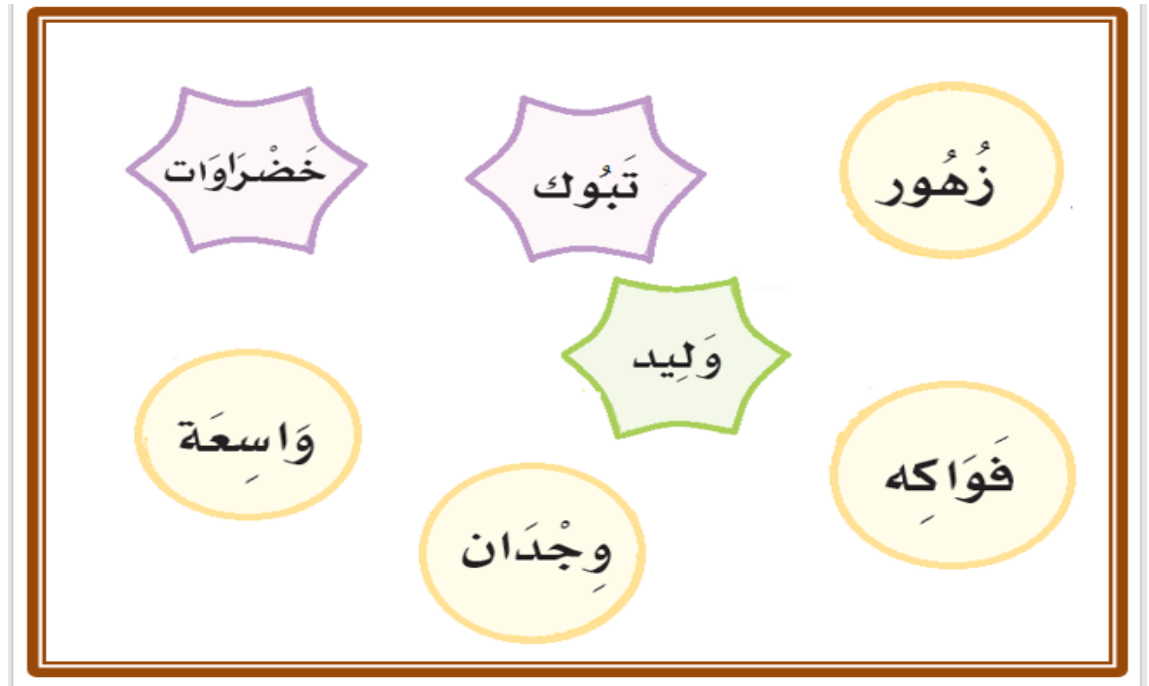 زُهُور
تَبُوك
خَضْرَاوَات
وَلِيد
فَوَاكِه
وَاسِعَة
وِجْدَان